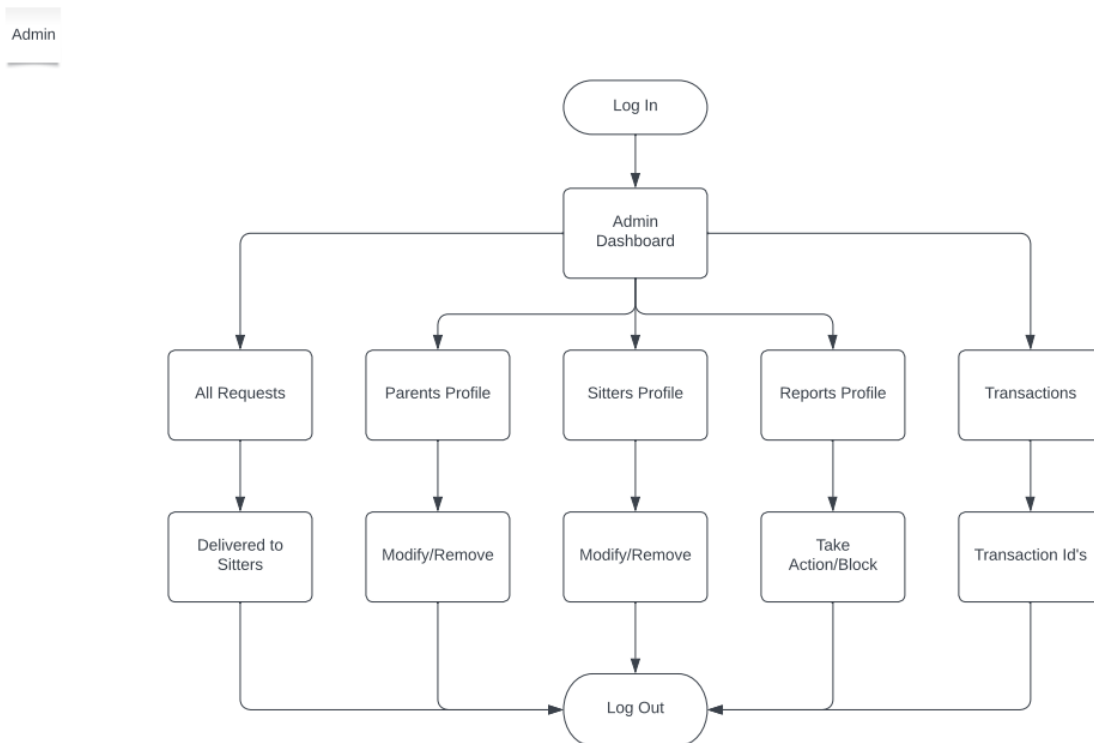 Admin
Log In
Admin
Dashboard
All Requests
Parents Profile
Sitters Profile
Reports Profile
Transactions
Delivered to
Sitters
Modify/Remove
Modify/Remove
Take
Action/Block
Transaction Id's
Log Out